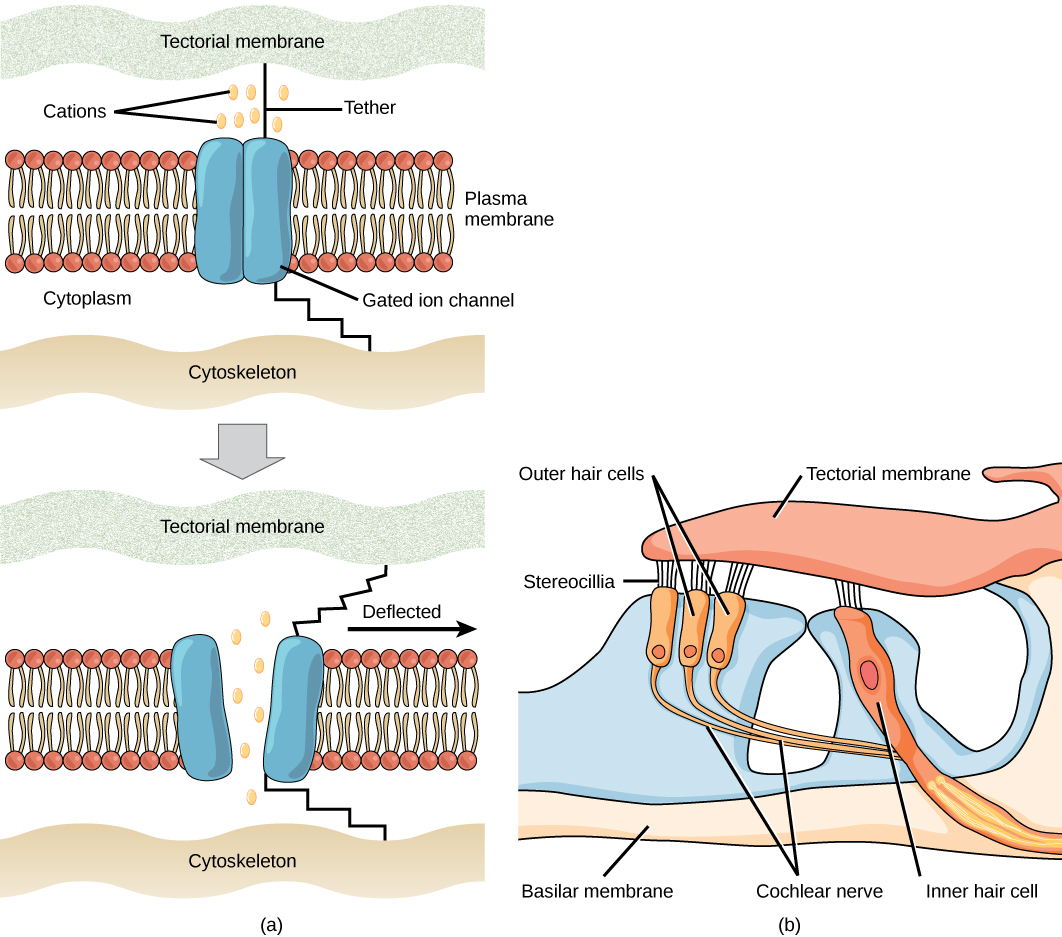 Tectorial membrane
Cations
Tether
Plasma
membrane
Cytoplasm
Gated ion channel
Cytoskeleton
Tectorial membrane
Deflected
Cytoskeleton
(a)
Outer hair cells
Tectorial membrane
Stereocillia
Basilar membrane
Cochlear nerve
Inner hair cell
(b)